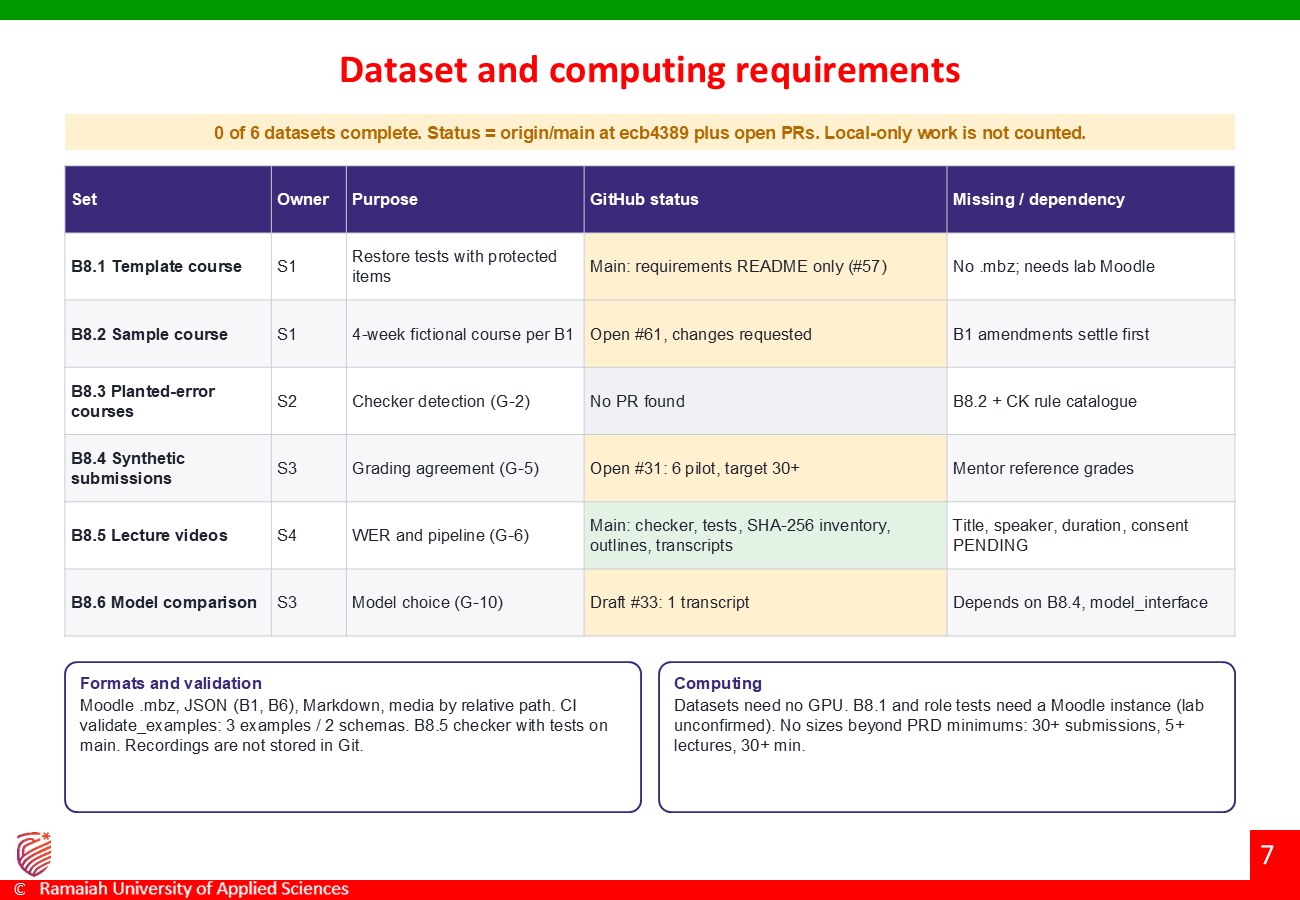 Dataset and computing requirements
0 of 6 datasets complete. Status = origin/main at ecb4389 plus open PRs. Local-only work is not counted.
Set Owner Purpose GitHub status Missing / dependency
B8.1 Template course S1 Restore tests with protected items Main: requirements README only (#57) No .mbz; needs lab Moodle
B8.2 Sample course S1 4-week fictional course per B1 Open #61, changes requested B1 amendments settle first
B8.3 Planted-error courses S2 Checker detection (G-2) No PR found B8.2 + CK rule catalogue
B8.4 Synthetic submissions S3 Grading agreement (G-5) Open #31: 6 pilot, target 30+ Mentor reference grades
B8.5 Lecture videos S4 WER and pipeline (G-6) Main: checker, tests, SHA-256 inventory, outlines, transcripts Title, speaker, duration, consent PENDING
B8.6 Model comparison S3 Model choice (G-10) Draft #33: 1 transcript Depends on B8.4, model_interface
Formats and validation
Moodle .mbz, JSON (B1, B6), Markdown, media by relative path. CI
validate_examples: 3 examples / 2 schemas. B8.5 checker with tests on
main. Recordings are not stored in Git.
Computing
Datasets need no GPU. B8.1 and role tests need a Moodle instance (lab
unconfirmed). No sizes beyond PRD minimums: 30+ submissions, 5+
lectures, 30+ min.
7
© Ramaiah University of Applied Sciences